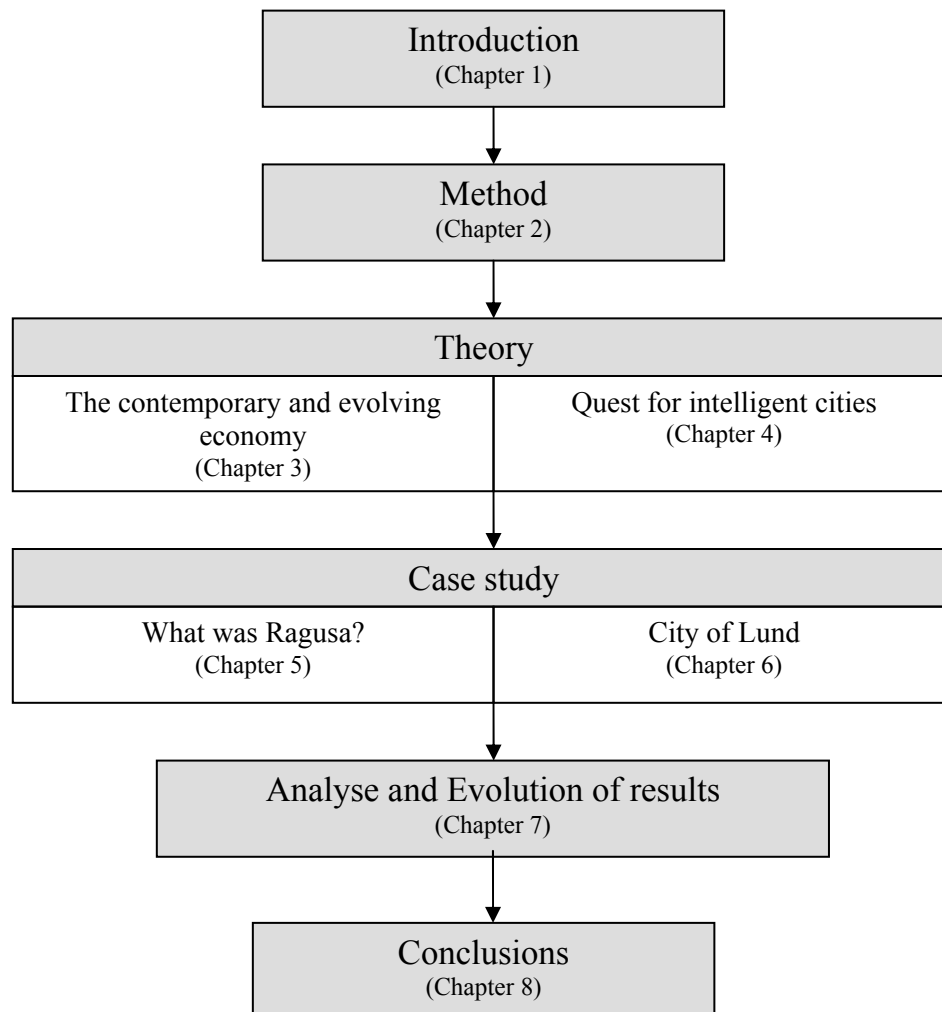 Introduction
(Chapter 1)
Method
(Chapter 2)
Theory
The contemporary and evolving
economy
(Chapter 3)
Quest for intelligent cities
(Chapter 4)
Case study
What was Ragusa?
(Chapter 5)
City of Lund
(Chapter 6)
Analyse and Evolution of results
(Chapter 7)
Conclusions
(Chapter 8)